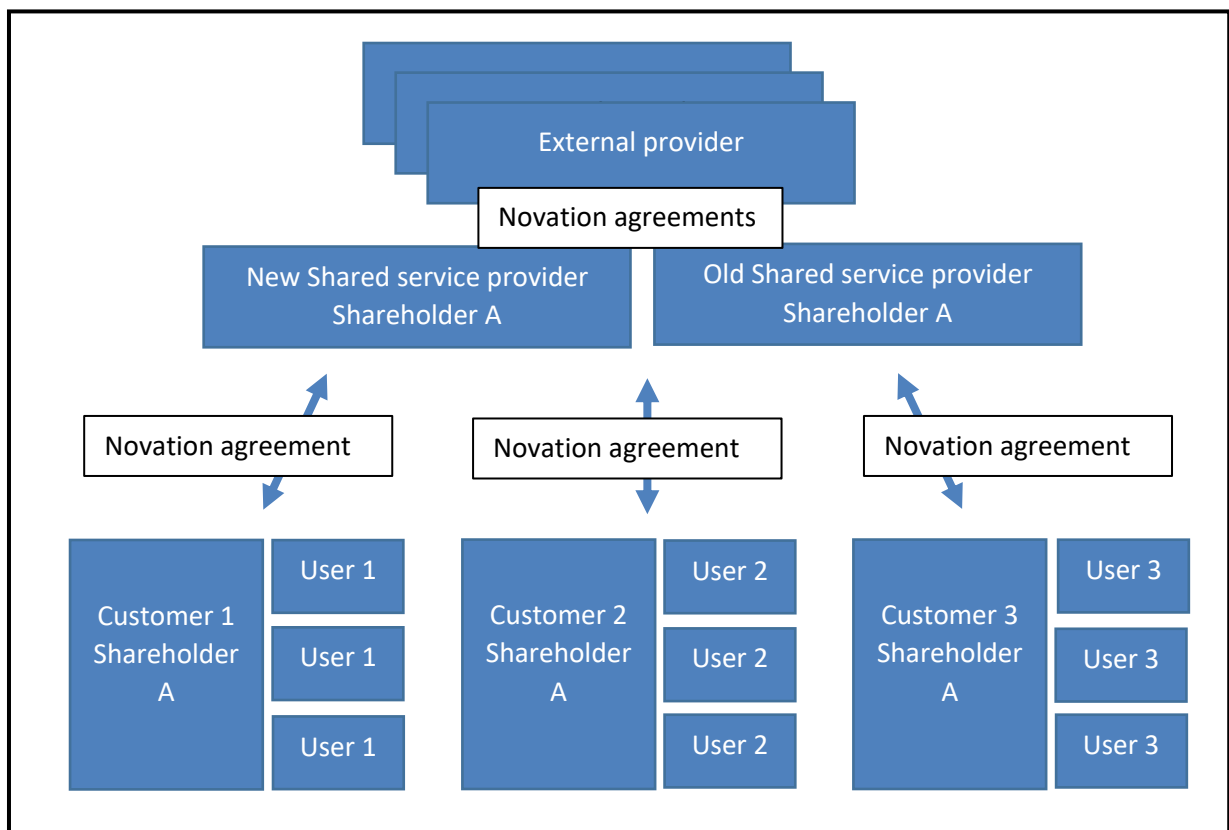 External provider
Novation agreements
New Shared service provider
Shareholder A
Old Shared service provider
Shareholder A
Novation agreement
Novation agreement
Novation agreement
Customer 1
Shareholder
A
User 1
User 1
User 1
Customer 2
Shareholder
A
User 2
User 2
User 2
Customer 3
Shareholder
A
User 3
User 3
User 3